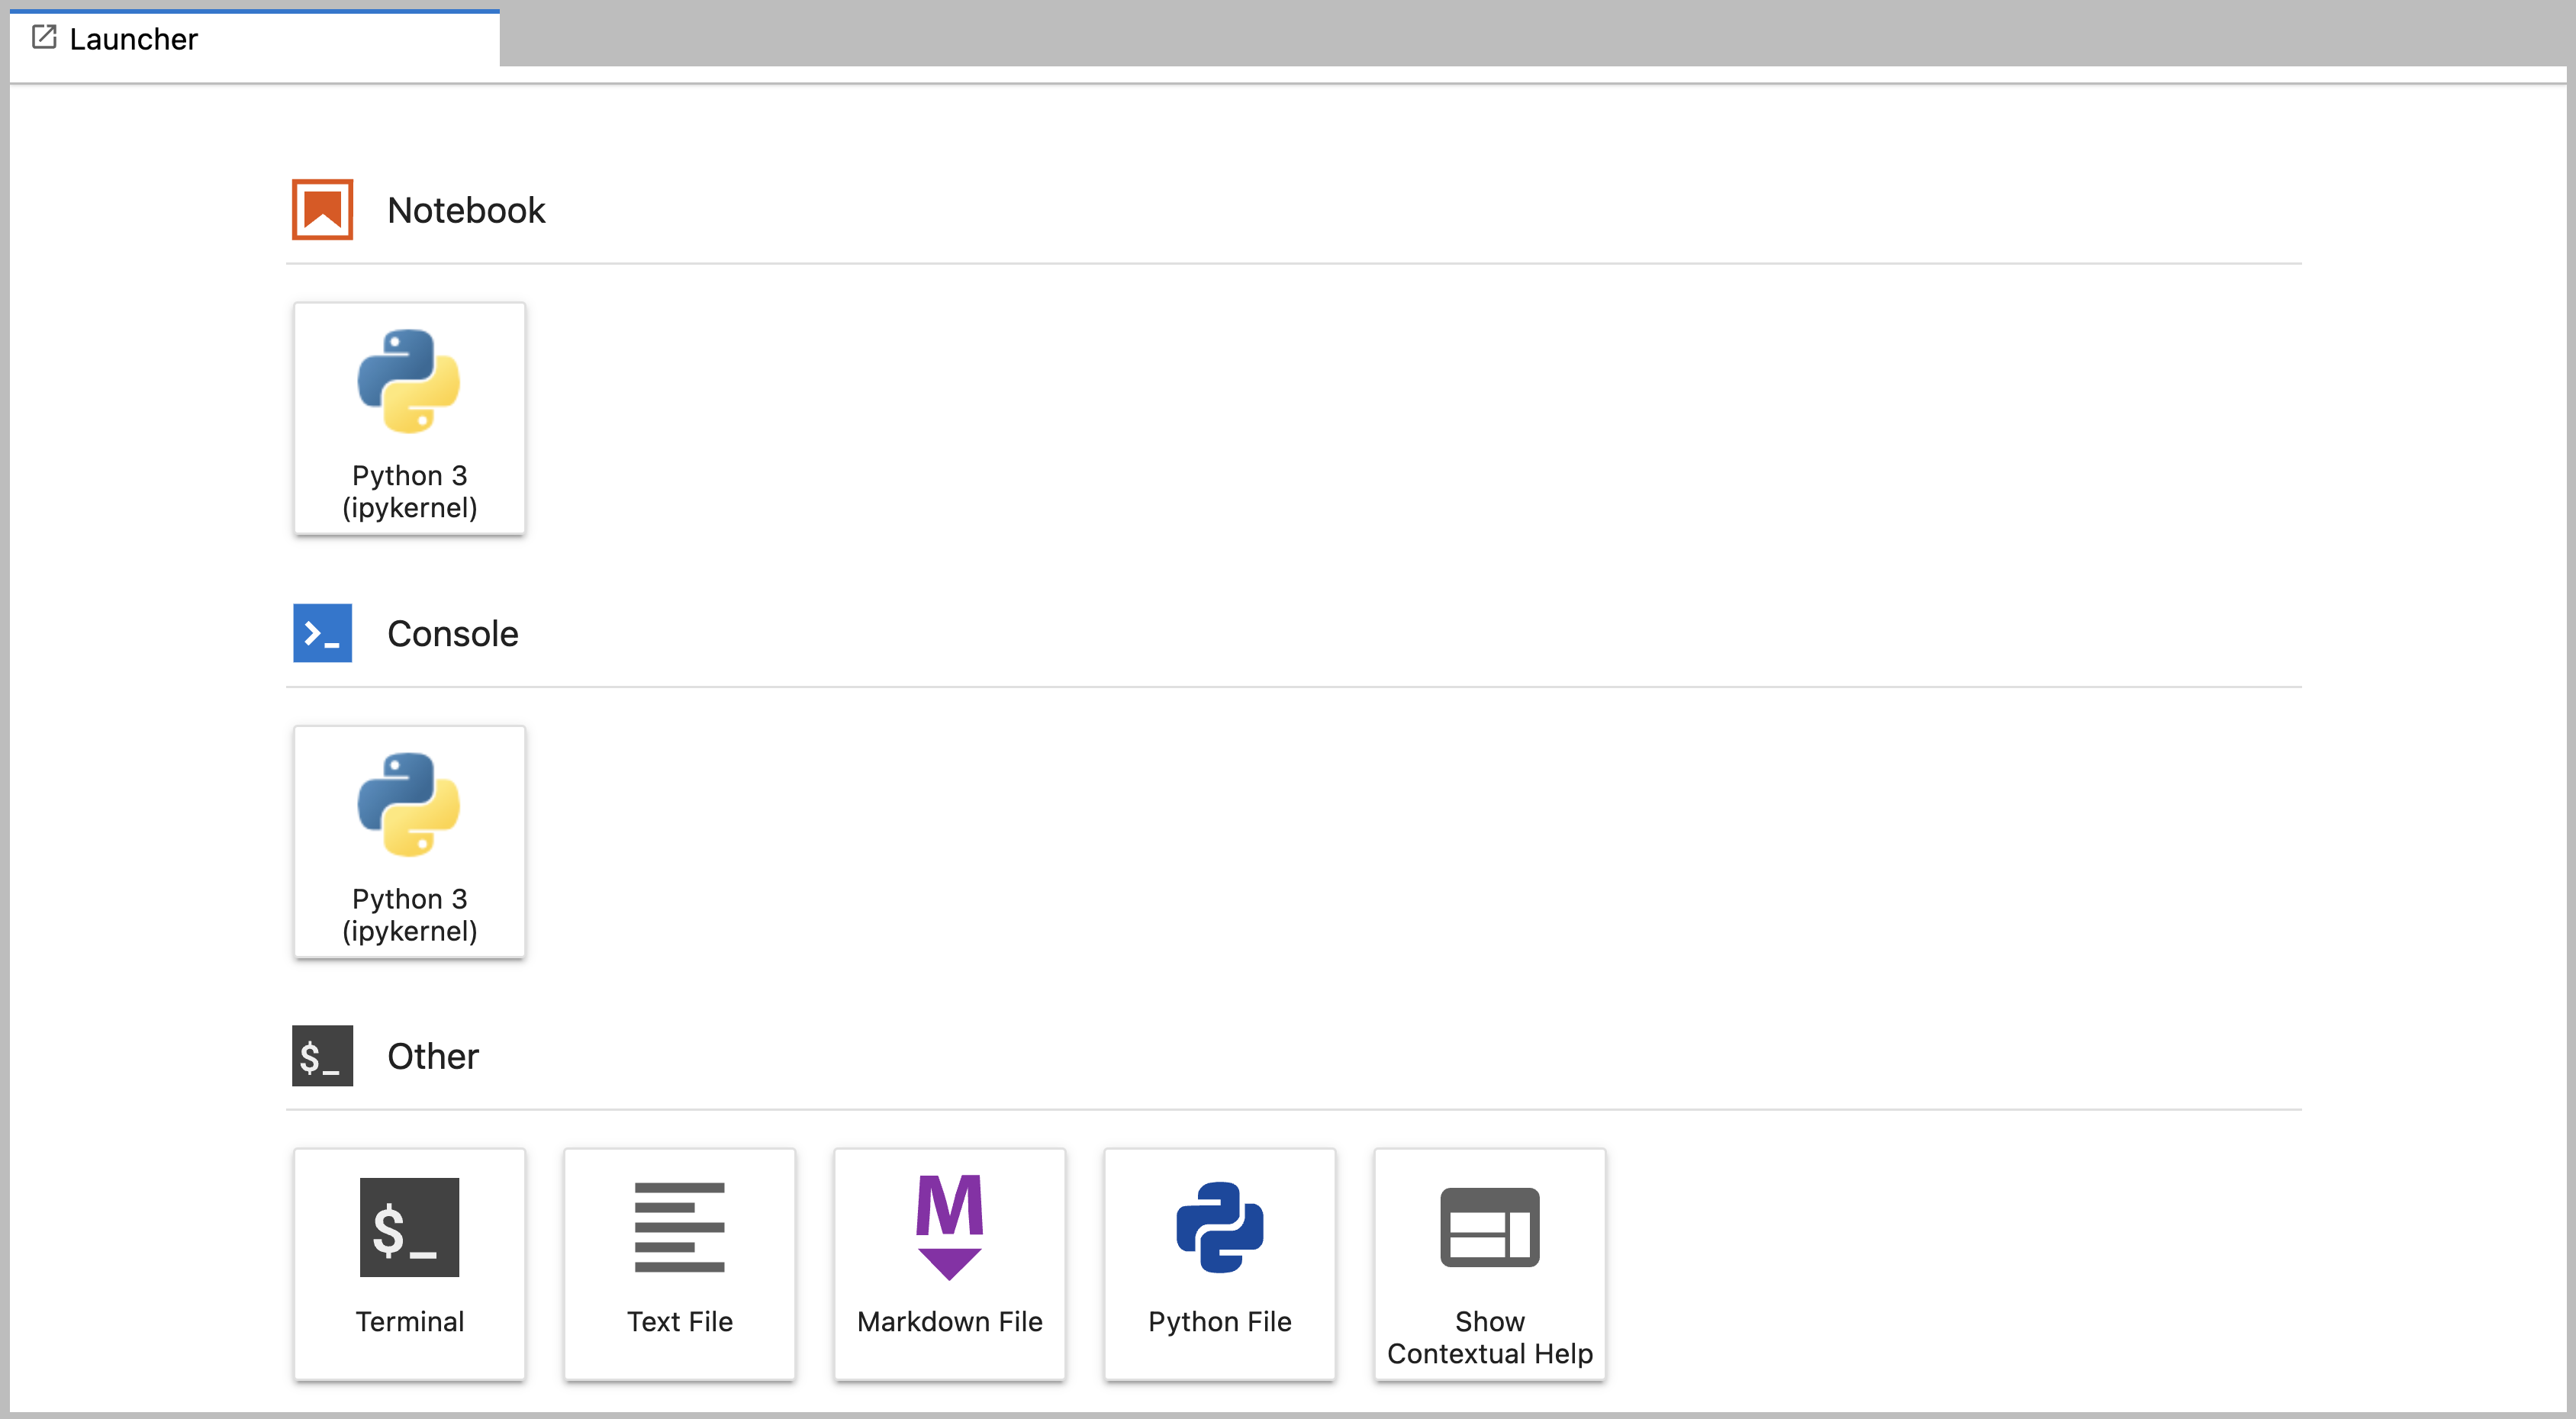 Launcher
Notebook
Python 3
(ipykernel)
Console
Python 3
(ipykernel)
$_
Other
$_
Terminal
Text File
M
Markdown File
Python File
Show
Contextual Help